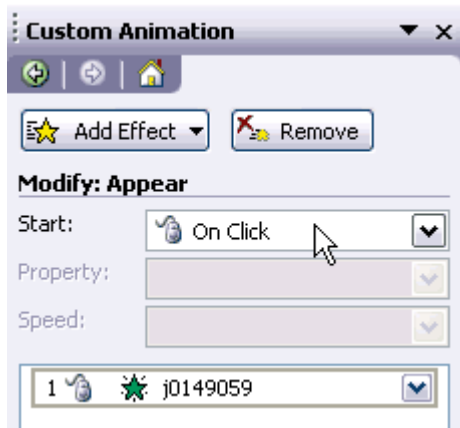 Custom Animation
Add Effect Remove
Modify: Appear
Start: On Click
Property:
Speed:
1 j0149059